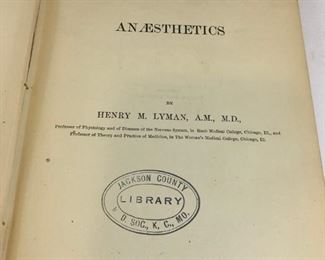 ANÆSTHETICS
BY
HENRY M. LYMAN, A.M., M.D.,
Professor of Physiology and of Diseases of the Nervous System, in Rush Medical College, Chicago, Ill., and
Professor of Theory and Practice of Medicine, in The Woman's Medical College, Chicago, Ill.
JACKSON COUNTY
LIBRARY
D. SOC., K. C., MO.